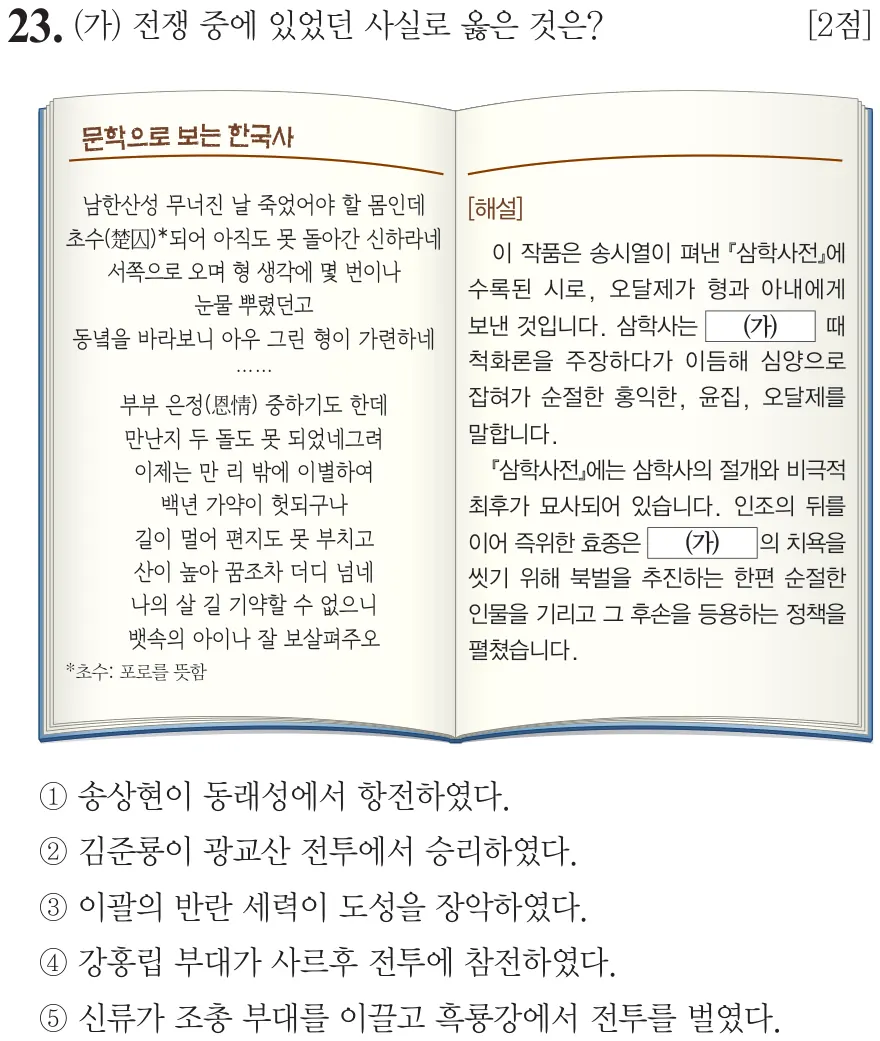 23. (가) 전쟁 중에 있었던 사실로 옳은 것은? [2점]
문학으로 보는 한국사
남한산성 무너진 날 죽었어야 할 몸인데
초수(楚囚)*되어 아직도 못 돌아간 신하라네
서쪽으로 오며 형 생각에 몇 번이나
눈물 뿌렸던고
동녘을 바라보니 아우 그린 형이 가련하네
……
부부 은정(恩情) 중하기도 한데
만난지 두 돌도 못 되었네그려
이제는 만 리 밖에 이별하여
백년 가약이 헛되구나
길이 멀어 편지도 못 부치고
산이 높아 꿈조차 더디 넘네
나의 살 길 기약할 수 없으니
뱃속의 아이나 잘 보살펴주오
*초수: 포로를 뜻함
[해설]
이 작품은 송시열이 펴낸 『삼학사전』에
수록된 시로, 오달제가 형과 아내에게
보낸 것입니다. 삼학사는 (가) 때
척화론을 주장하다가 이듬해 심양으로
잡혀가 순절한 홍익한, 윤집, 오달제를
말합니다.
『삼학사전』에는 삼학사의 절개와 비극적
최후가 묘사되어 있습니다. 인조의 뒤를
이어 즉위한 효종은 (가) 의 치욕을
씻기 위해 북벌을 추진하는 한편 순절한
인물을 기리고 그 후손을 등용하는 정책을
펼쳤습니다.
① 송상현이 동래성에서 항전하였다.
② 김준룡이 광교산 전투에서 승리하였다.
③ 이괄의 반란 세력이 도성을 장악하였다.
④ 강홍립 부대가 사르후 전투에 참전하였다.
⑤ 신류가 조총 부대를 이끌고 흑룡강에서 전투를 벌였다.